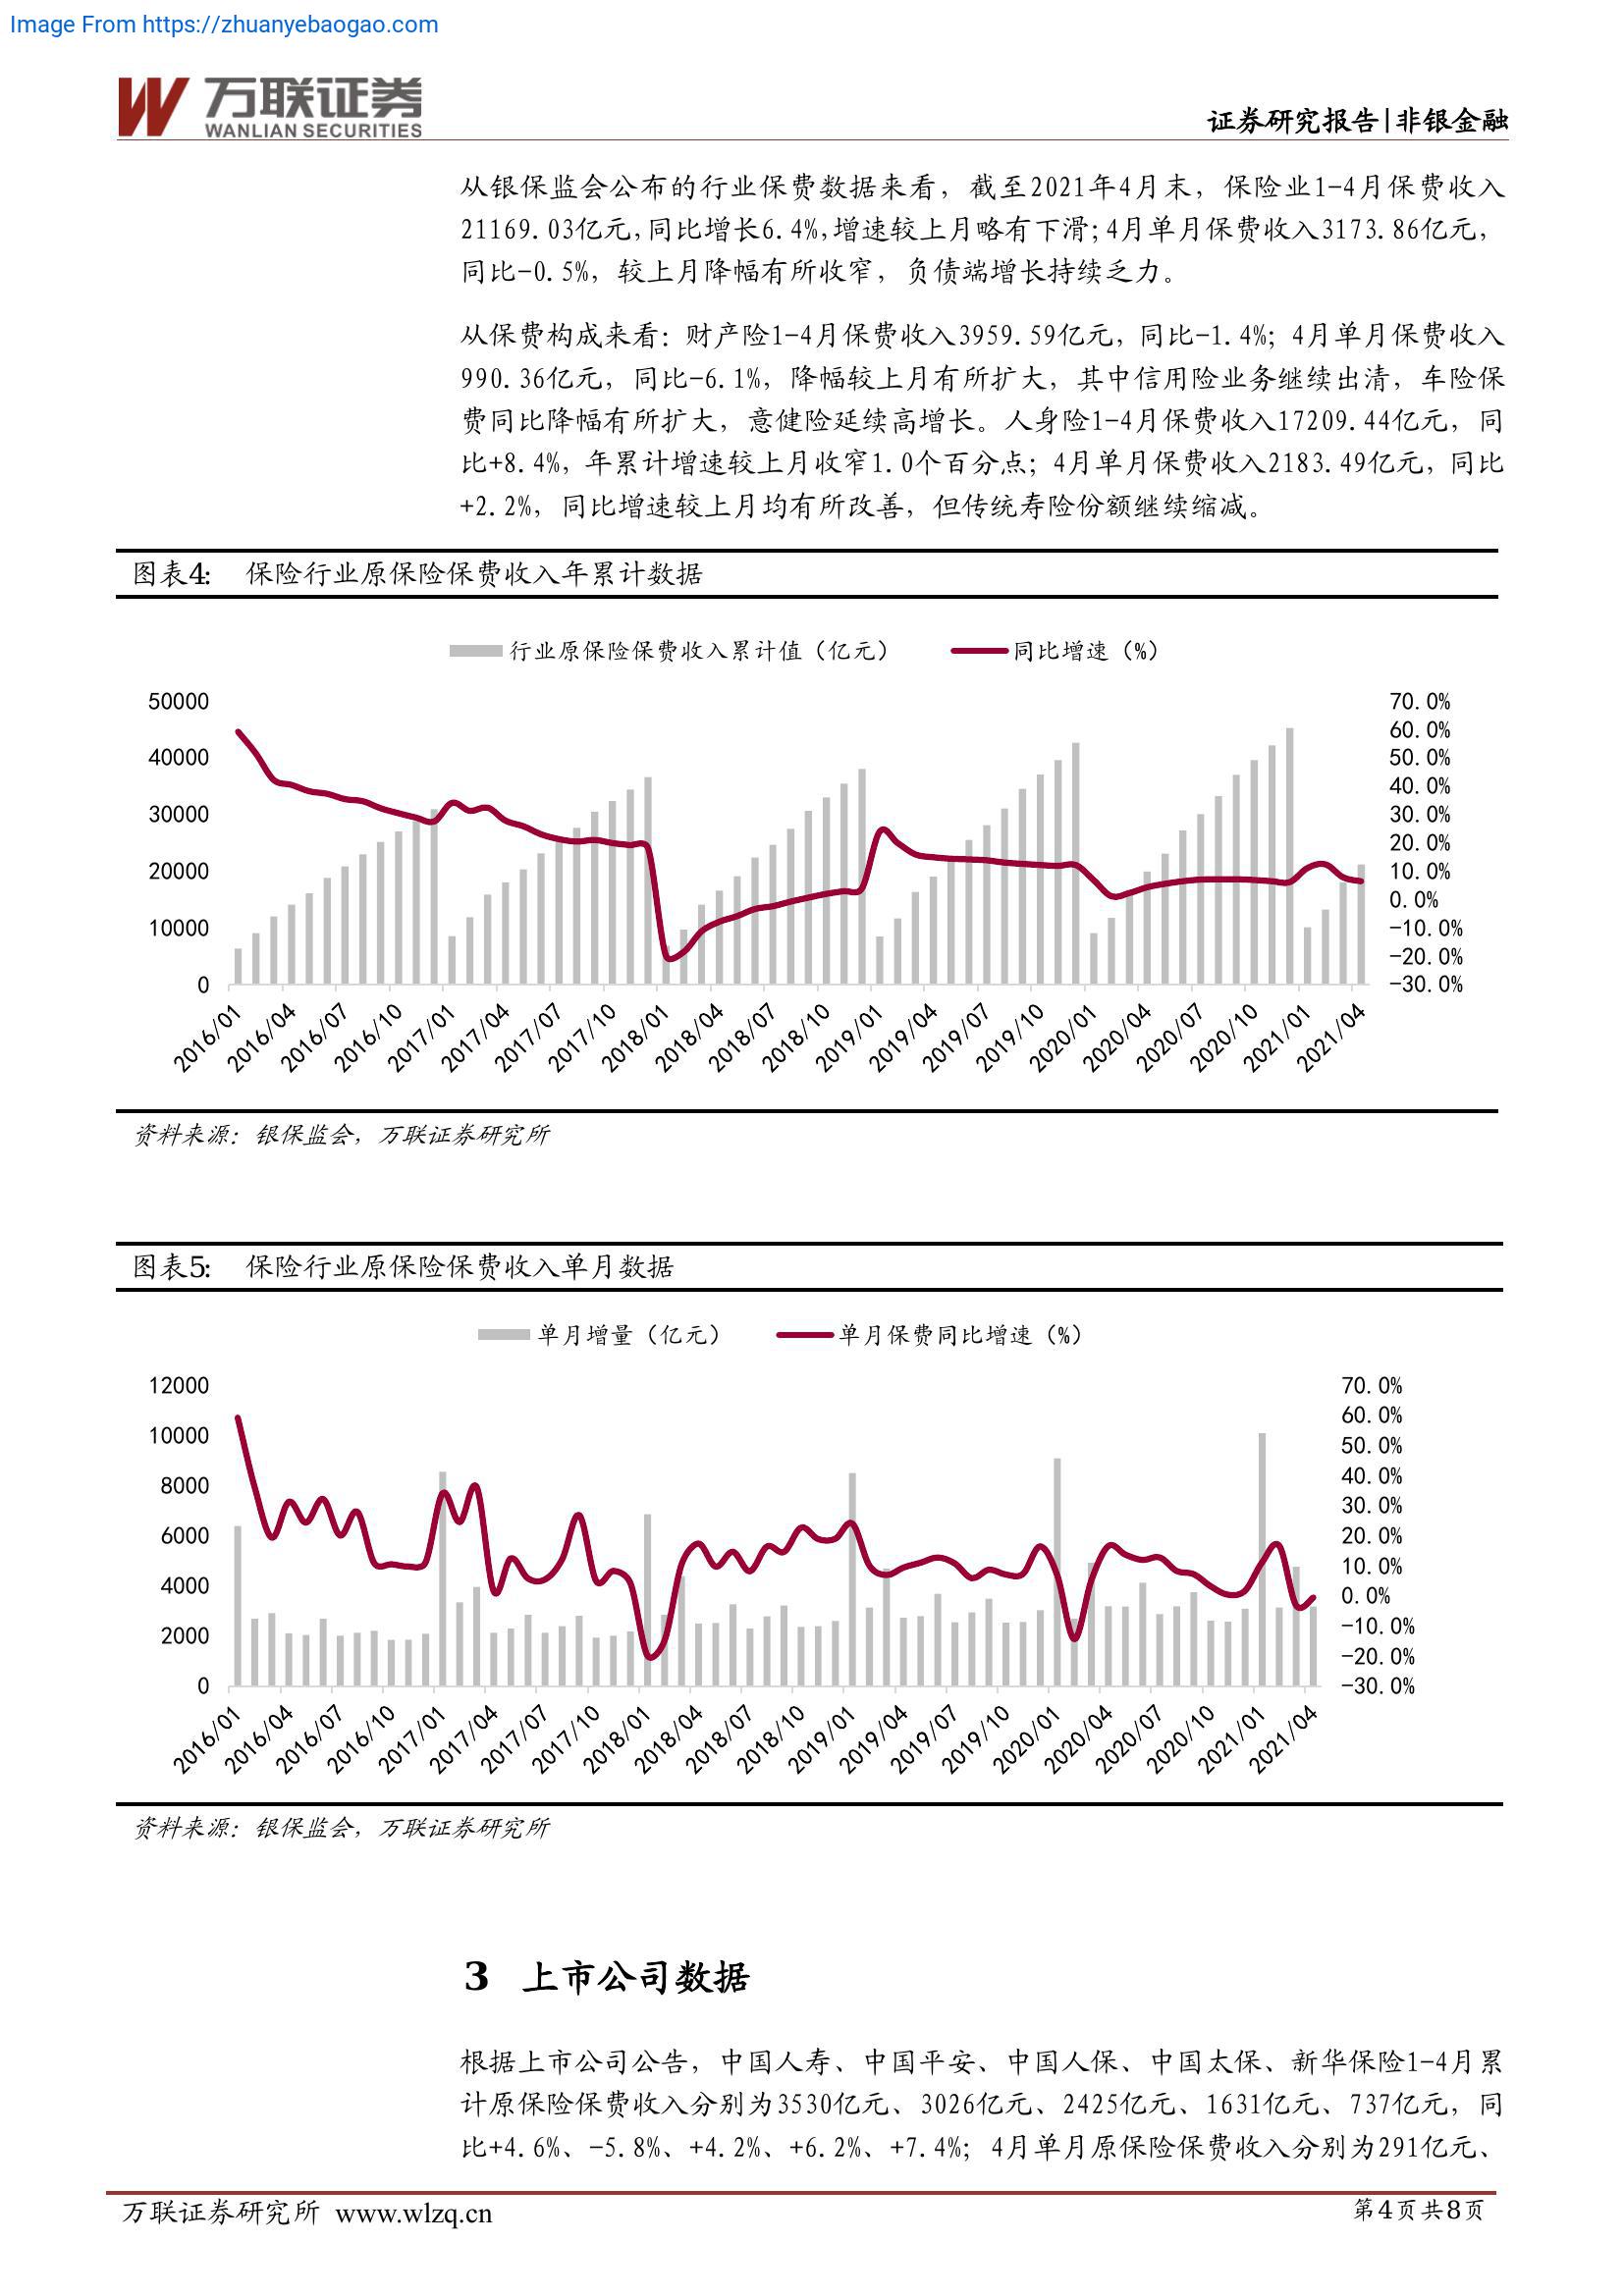 Image From https://zhuanyebaogao.com
万联证券
WANLIAN SECURITIES
证券研究报告|非银金融
从银保监会公布的行业保费数据来看，截至2021年4月末，保险业1-4月保费收入
21169.03亿元,同比增长6.4%,增速较上月略有下滑;4月单月保费收入3173.86亿元，
同比-0.5%，较上月降幅有所收窄，负债端增长持续乏力。
从保费构成来看：财产险1-4月保费收入3959.59亿元，同比-1.4%；4月单月保费收入
990.36亿元，同比-6.1%，降幅较上月有所扩大，其中信用险业务继续出清，车险保
费同比降幅有所扩大，意健险延续高增长。人身险1-4月保费收入17209.44亿元，同
比+8.4%，年累计增速较上月收窄1.0个百分点；4月单月保费收入2183.49亿元，同比
+2.2%，同比增速较上月均有所改善，但传统寿险份额继续缩减。
图表4: 保险行业原保险保费收入年累计数据
行业原保险保费收入累计值（亿元） 同比增速（%）
50000 70.0%
60.0%
40000 50.0%
40.0%
30000 30.0%
20.0%
20000 10.0%
0.0%
10000 -10.0%
-20.0%
0 -30.0%
2016/01 2016/04 2016/07 2016/10 2017/01 2017/04 2017/07 2017/10 2018/01 2018/04 2018/07 2018/10 2019/01 2019/04 2019/07 2019/10 2020/01 2020/04 2020/07 2020/10 2021/01 2021/04
资料来源：银保监会，万联证券研究所
图表5: 保险行业原保险保费收入单月数据
单月增量（亿元） 单月保费同比增速（%）
12000 70.0%
10000 60.0%
50.0%
8000 40.0%
30.0%
6000 20.0%
4000 10.0%
0.0%
2000 -10.0%
-20.0%
0 -30.0%
2016/01 2016/04 2016/07 2016/10 2017/01 2017/04 2017/07 2017/10 2018/01 2018/04 2018/07 2018/10 2019/01 2019/04 2019/07 2019/10 2020/01 2020/04 2020/07 2020/10 2021/01 2021/04
资料来源：银保监会，万联证券研究所
3 上市公司数据
根据上市公司公告，中国人寿、中国平安、中国人保、中国太保、新华保险1-4月累
计原保险保费收入分别为3530亿元、3026亿元、2425亿元、1631亿元、737亿元，同
比+4.6%、-5.8%、+4.2%、+6.2%、+7.4%；4月单月原保险保费收入分别为291亿元、
万联证券研究所 www.wlzq.cn 第4页共8页